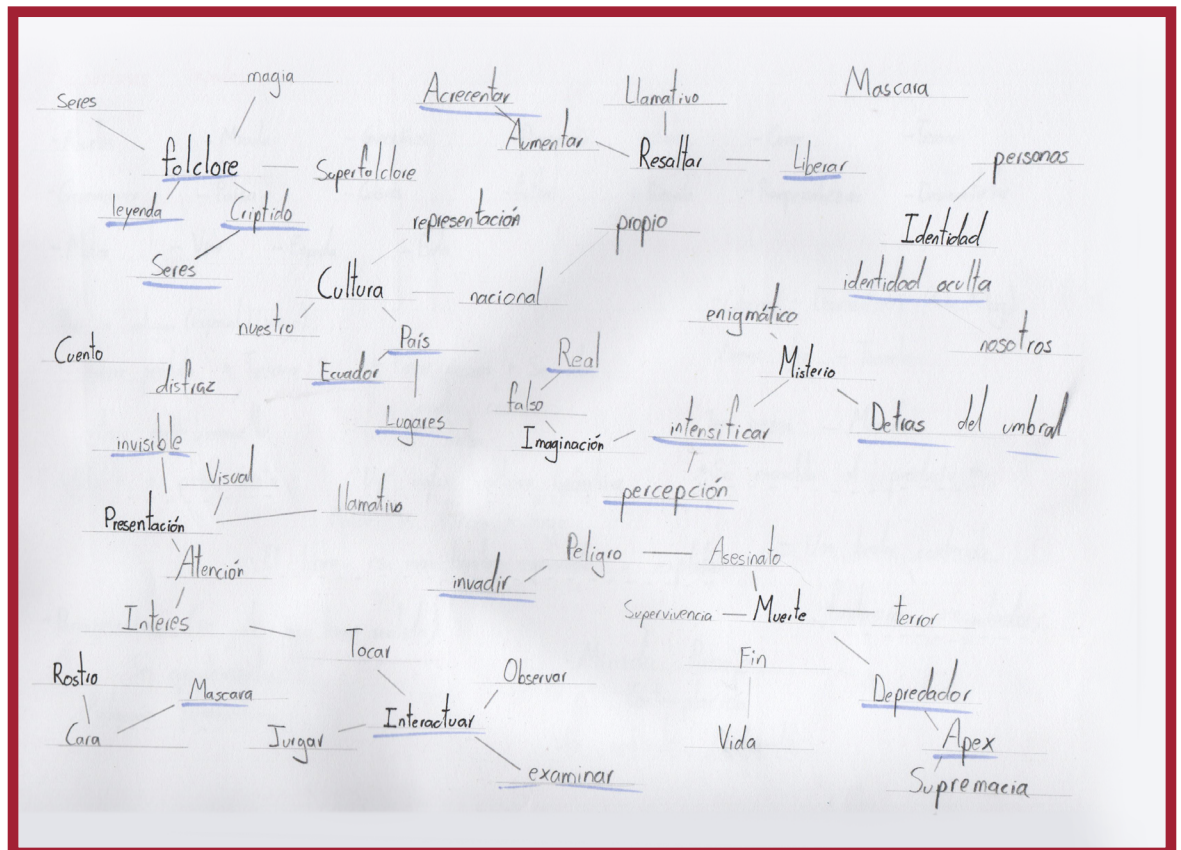 magia
Seres
folclore
Superfolclore
leyenda
Criptido
Seres
Acrecentar
Aumentar
Llamativo
Resaltar
Liberar
Mascara
personas
Identidad
identidad oculta
nosotros
representación
propio
Cultura
nacional
nuestro
País
Ecuador
Lugares
Cuento
disfraz
invisible
Visual
Presentación
llamativo
Atención
Interes
Real
falso
Imaginación
enigmático
Misterio
intensificar
Detras del umbral
percepción
Peligro
Asesinato
invadir
Supervivencia
Muerte
terror
Fin
Vida
Depredador
Apex
Supremacia
Rostro
Mascara
Cara
Tocar
Observar
Interactuar
Jurgar
examinar